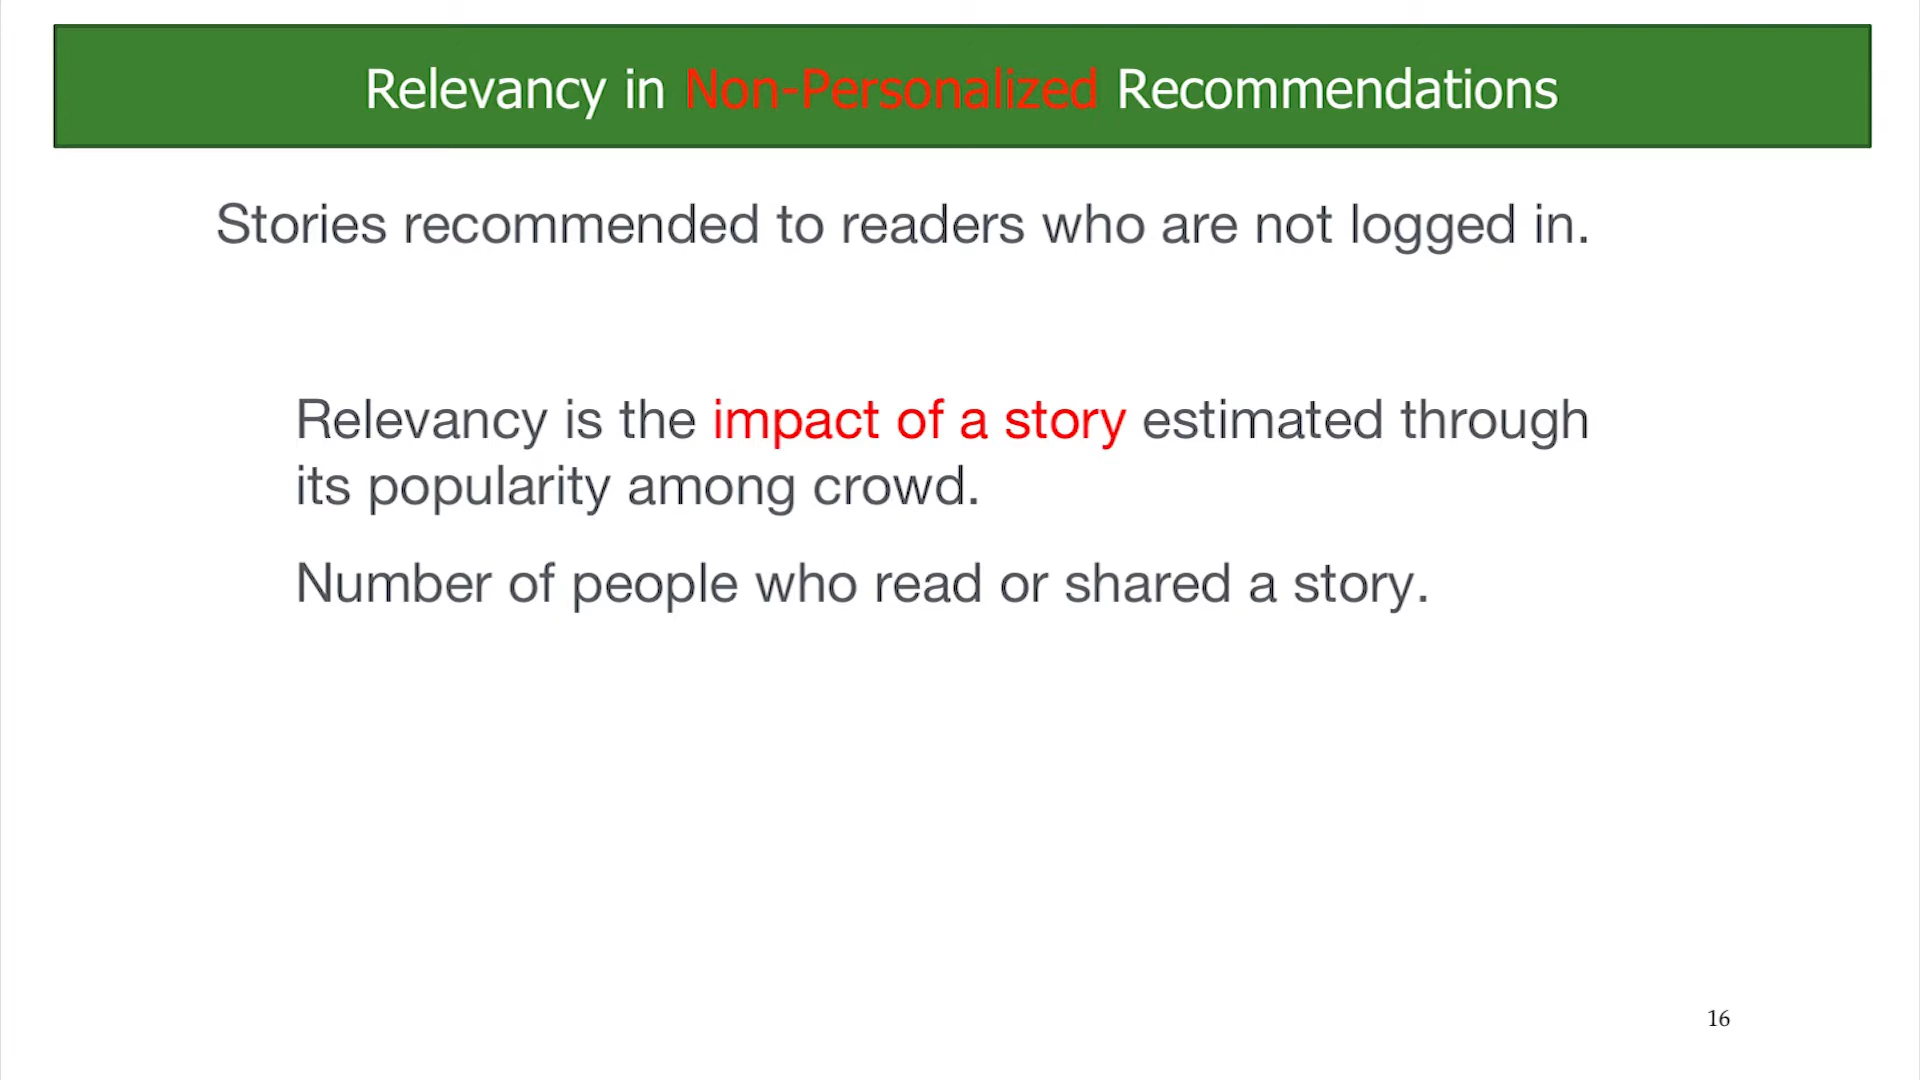 Relevancy in Non-Personalized Recommendations
Stories recommended to readers who are not logged in.
Relevancy is the impact of a story estimated through
its popularity among crowd.
Number of people who read or shared a story.
16